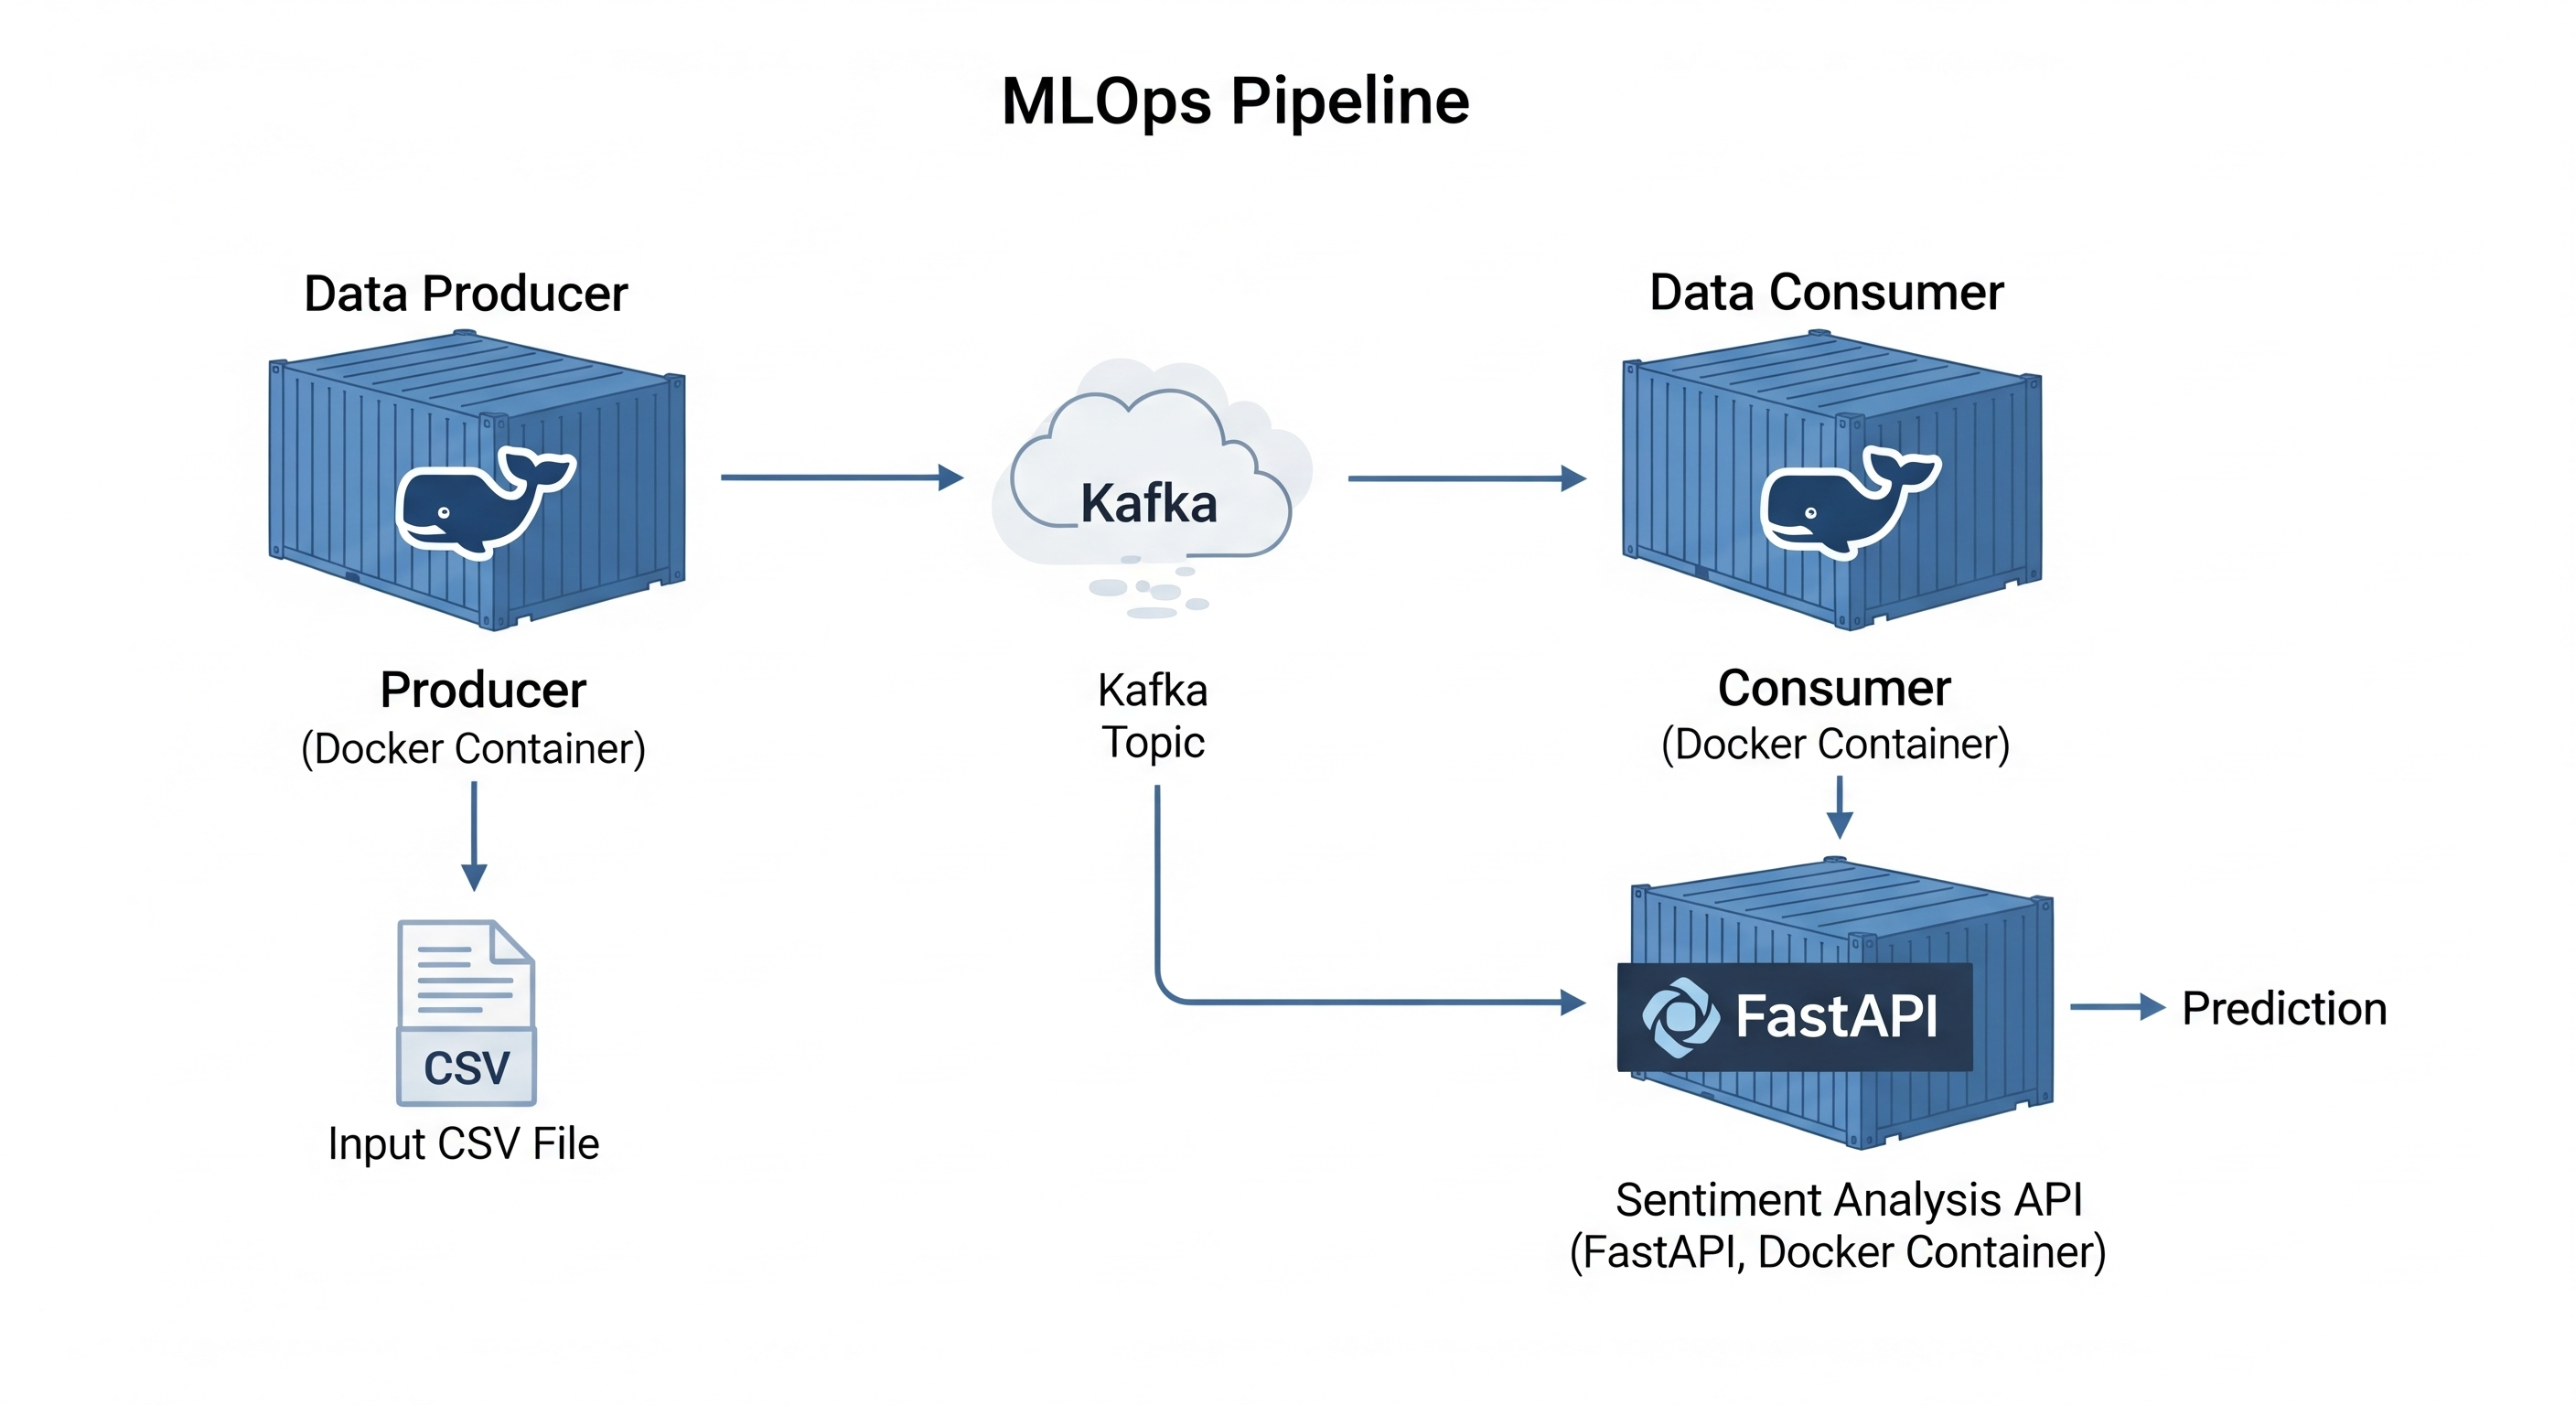 MLOps Pipeline
Data Producer
Data Consumer
Kafka
Producer
(Docker Container)
Kafka
Topic
Consumer
(Docker Container)
CSV
Input CSV File
FastAPI
Prediction
Sentiment Analysis API
(FastAPI, Docker Container)